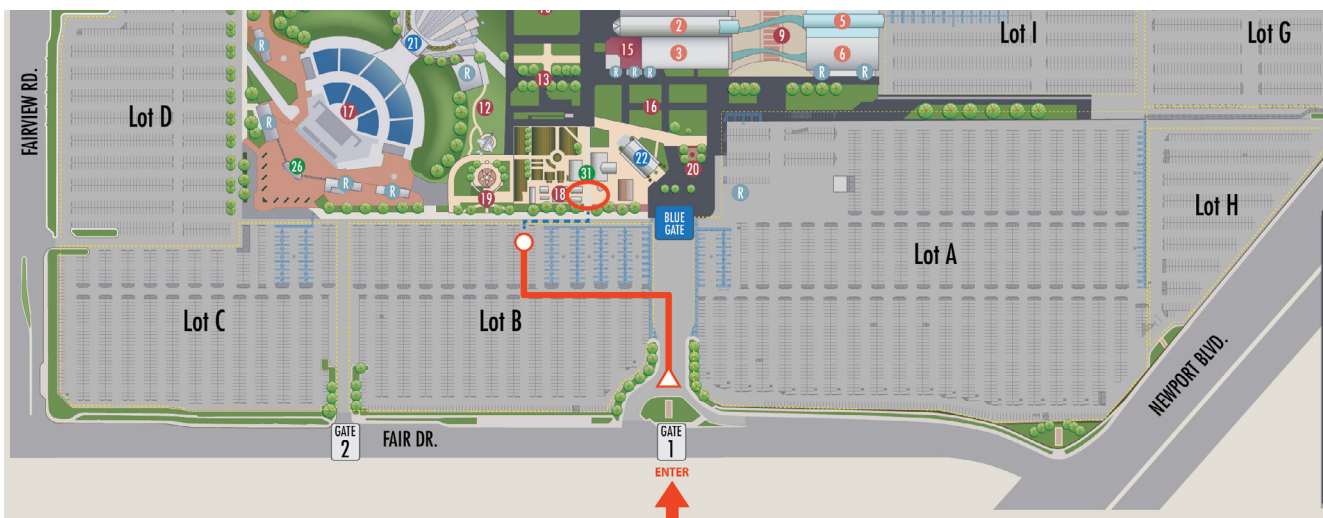 2
5
21
15
3
9
6
Lot I
Lot G
R
R
R
R
R
R
R
FAIRVIEW RD.
Lot D
17
12
13
16
R
26
R
R
R
31
22
20
18
19
R
BLUE
GATE
Lot H
Lot A
Lot C
Lot B
NEWPORT BLVD.
GATE
2
FAIR DR.
GATE
1
ENTER